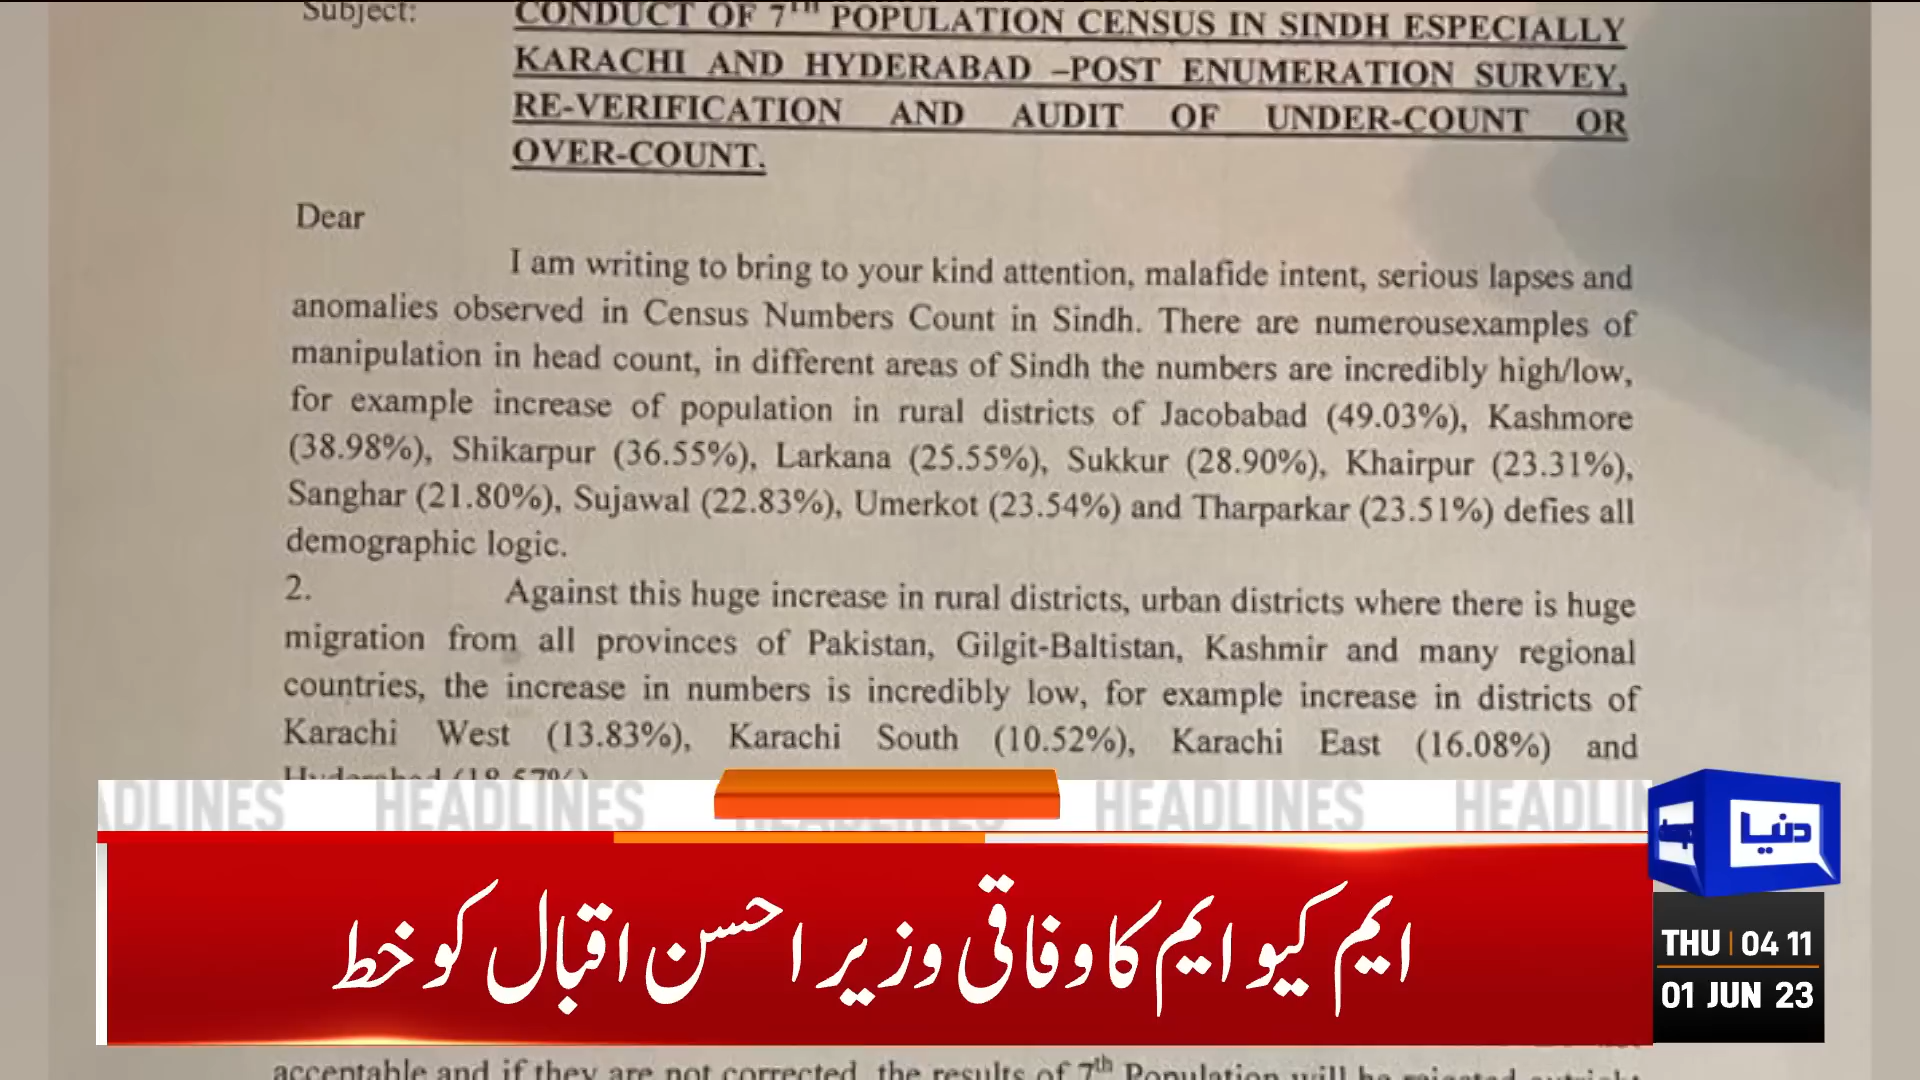 Subject: CONDUCT OF 7TH POPULATION CENSUS IN SINDH ESPECIALLY
KARACHI AND HYDERABAD –POST ENUMERATION SURVEY,
RE-VERIFICATION AND AUDIT OF UNDER-COUNT OR
OVER-COUNT.
Dear
I am writing to bring to your kind attention, malafide intent, serious lapses and
anomalies observed in Census Numbers Count in Sindh. There are numerousexamples of
manipulation in head count, in different areas of Sindh the numbers are incredibly high/low,
for example increase of population in rural districts of Jacobabad (49.03%), Kashmore
(38.98%), Shikarpur (36.55%), Larkana (25.55%), Sukkur (28.90%), Khairpur (23.31%),
Sanghar (21.80%), Sujawal (22.83%), Umerkot (23.54%) and Tharparkar (23.51%) defies all
demographic logic.
2. Against this huge increase in rural districts, urban districts where there is huge
migration from all provinces of Pakistan, Gilgit-Baltistan, Kashmir and many regional
countries, the increase in numbers is incredibly low, for example increase in districts of
Karachi West (13.83%), Karachi South (10.52%), Karachi East (16.08%) and
Hyderabad (18.57%)
ADLINES HEADLINES HEADLINES HEADLIN
دنیا
ایم کیو ایم کا وفاقی وزیر احسن اقبال کو خط
THU 04 11
01 JUN 23
acceptable and if they are not corrected, the results of 7th Population will be rejected outright